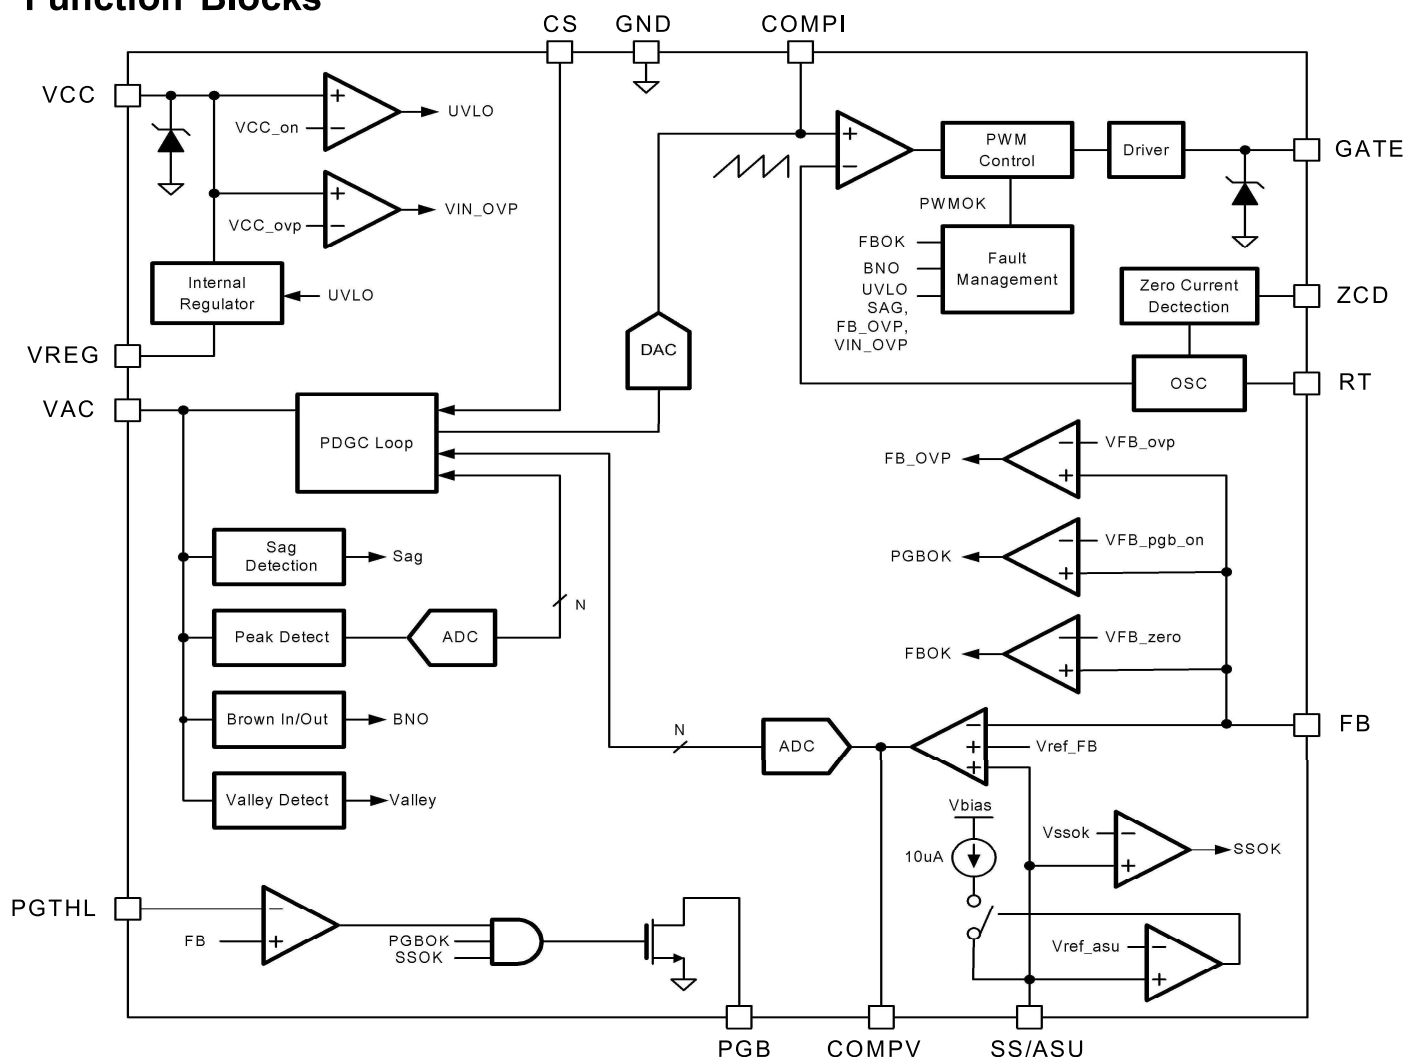 Function Blocks
CS
GND
COMPI
VCC
+
UVLO
VCC_on
−
+
VIN_OVP
VCC_ovp
−
Internal
Regulator
UVLO
VREG
VAC
PDGC Loop
DAC
+
−
PWM
Control
Driver
GATE
PWMOK
FBOK
BNO
UVLO
SAG,
FB_OVP,
VIN_OVP
Fault
Management
Zero Current
Dectection
ZCD
OSC
RT
FB_OVP
−
VFB_ovp
+
PGBOK
−
VFB_pgb_on
+
FBOK
−
VFB_zero
+
Sag
Detection
Sag
N
Peak Detect
ADC
Brown In/Out
BNO
Valley Detect
Valley
N
ADC
−
+
Vref_FB
+
FB
Vbias
10uA
Vssok
−
+
SSOK
Vref_asu
−
+
PGTHL
−
FB
+
PGBOK
SSOK
PGB
COMPV
SS/ASU